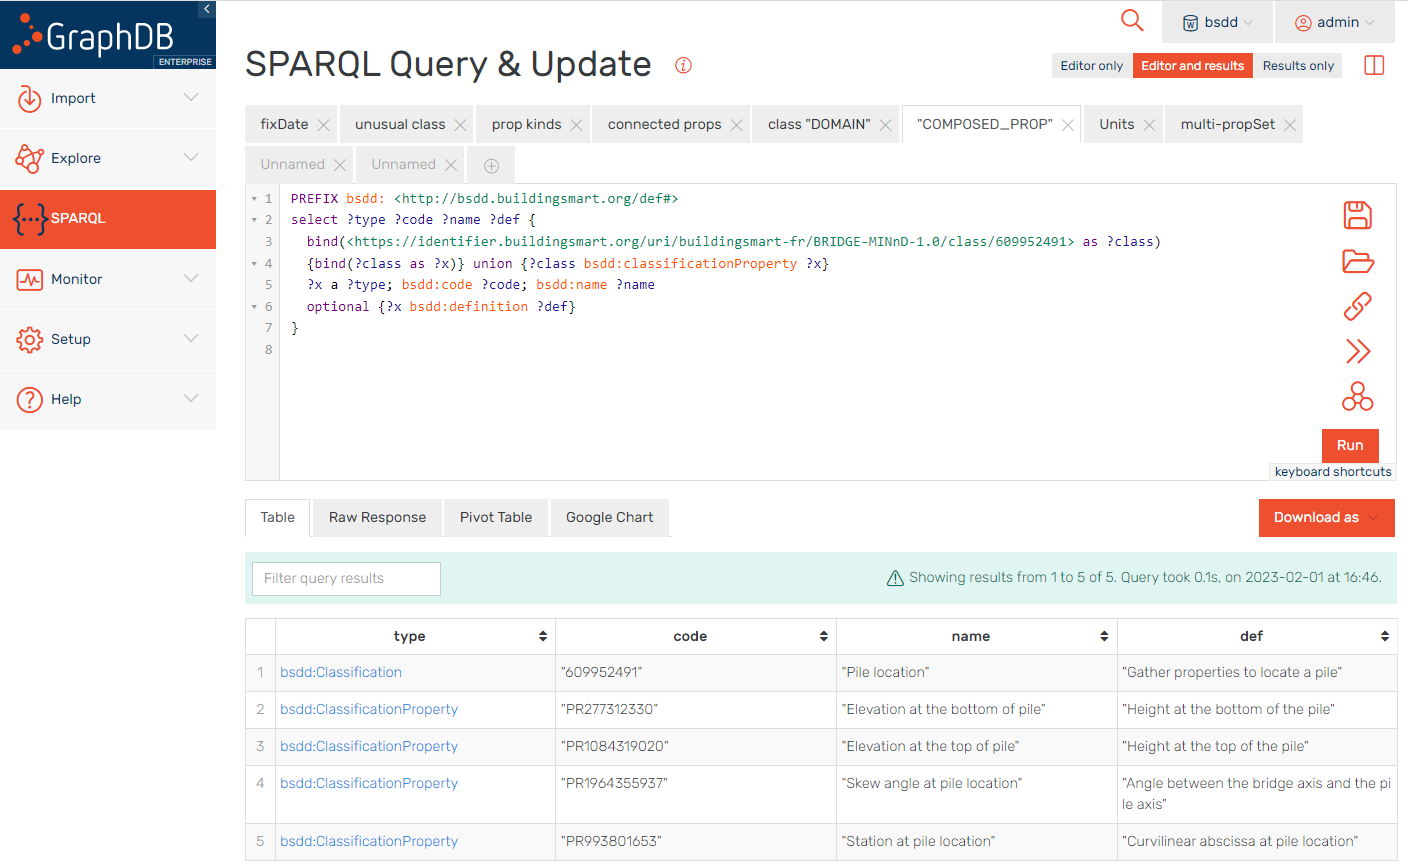 GraphDB
ENTERPRISE
Import
Explore
SPARQL
Monitor
Setup
Help
bsdd
admin
SPARQL Query & Update
Editor only
Editor and results
Results only
fixDate
unusual class
prop kinds
connected props
class "DOMAIN"
"COMPOSED_PROP"
Units
multi-propSet
Unnamed
Unnamed
1 PREFIX bsdd: <http://bsdd.buildingsmart.org/def#>
2 select ?type ?code ?name ?def {
3 bind(<https://identifier.buildingsmart.org/uri/buildingsmart-fr/BRIDGE-MINnD-1.0/class/609952491> as ?class)
4 {bind(?class as ?x)} union {?class bsdd:classificationProperty ?x}
5 ?x a ?type; bsdd:code ?code; bsdd:name ?name
6 optional {?x bsdd:definition ?def}
7 }
8
Run
keyboard shortcuts
Table
Raw Response
Pivot Table
Google Chart
Download as
Filter query results
Showing results from 1 to 5 of 5. Query took 0.1s, on 2023-02-01 at 16:46.
type code name def
1 bsdd:Classification "609952491" "Pile location" "Gather properties to locate a pile"
2 bsdd:ClassificationProperty "PR277312330" "Elevation at the bottom of pile" "Height at the bottom of the pile"
3 bsdd:ClassificationProperty "PR1084319020" "Elevation at the top of pile" "Height at the top of the pile"
4 bsdd:ClassificationProperty "PR1964355937" "Skew angle at pile location" "Angle between the bridge axis and the pi
le axis"
5 bsdd:ClassificationProperty "PR993801653" "Station at pile location" "Curvilinear abscissa at pile location"